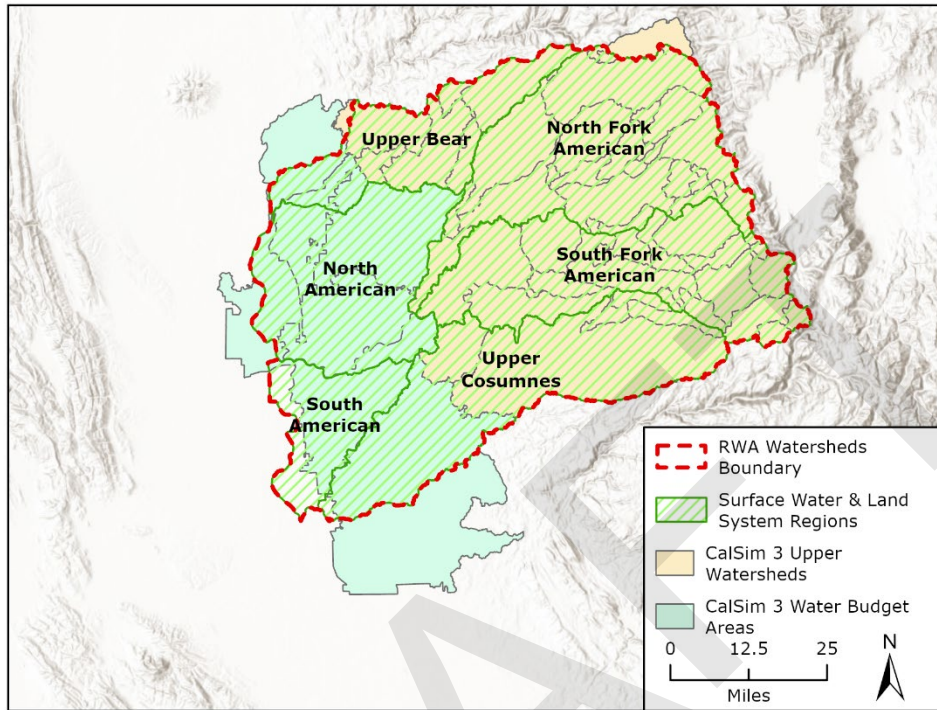 Upper Bear
North Fork
American
South Fork
American
North
American
Upper
Cosumnes
South
American
RWA Watersheds
Boundary
Surface Water & Land
System Regions
CalSim 3 Upper
Watersheds
CalSim 3 Water Budget
Areas
0 12.5 25
Miles
N